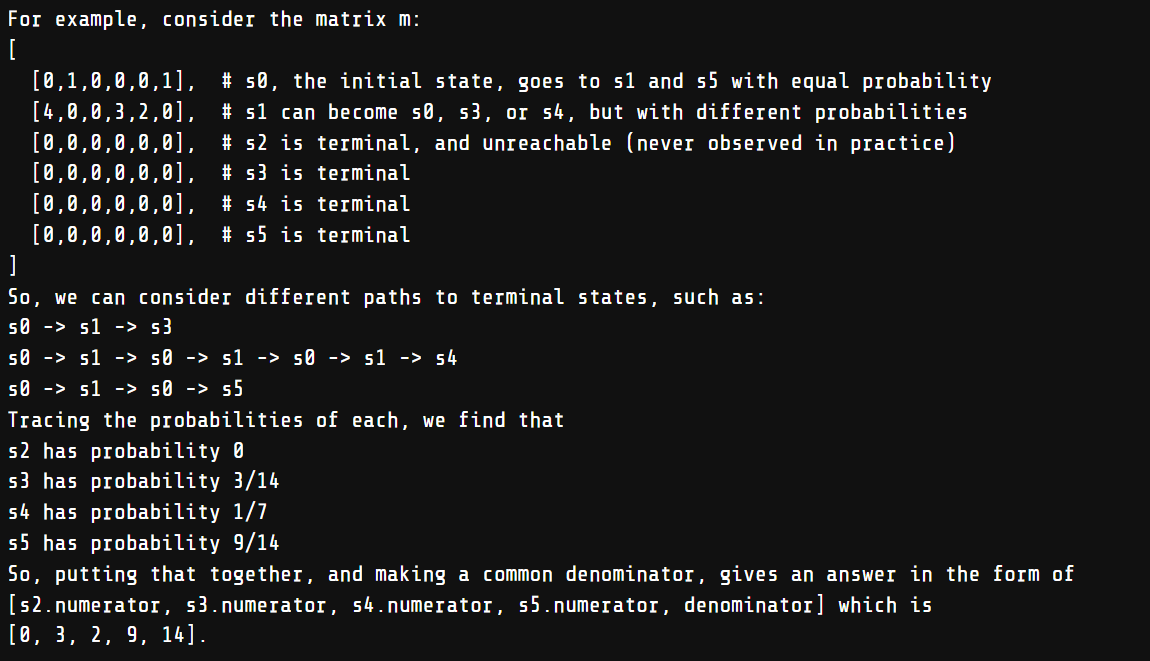 For example, consider the matrix m:
[
  [0,1,0,0,0,1],  # s0, the initial state, goes to s1 and s5 with equal probability
  [4,0,0,3,2,0],  # s1 can become s0, s3, or s4, but with different probabilities
  [0,0,0,0,0,0],  # s2 is terminal, and unreachable (never observed in practice)
  [0,0,0,0,0,0],  # s3 is terminal
  [0,0,0,0,0,0],  # s4 is terminal
  [0,0,0,0,0,0],  # s5 is terminal
]
So, we can consider different paths to terminal states, such as:
s0 -> s1 -> s3
s0 -> s1 -> s0 -> s1 -> s0 -> s1 -> s4
s0 -> s1 -> s0 -> s5
Tracing the probabilities of each, we find that
s2 has probability 0
s3 has probability 3/14
s4 has probability 1/7
s5 has probability 9/14
So, putting that together, and making a common denominator, gives an answer in the form of
[s2.numerator, s3.numerator, s4.numerator, s5.numerator, denominator] which is
[0, 3, 2, 9, 14].